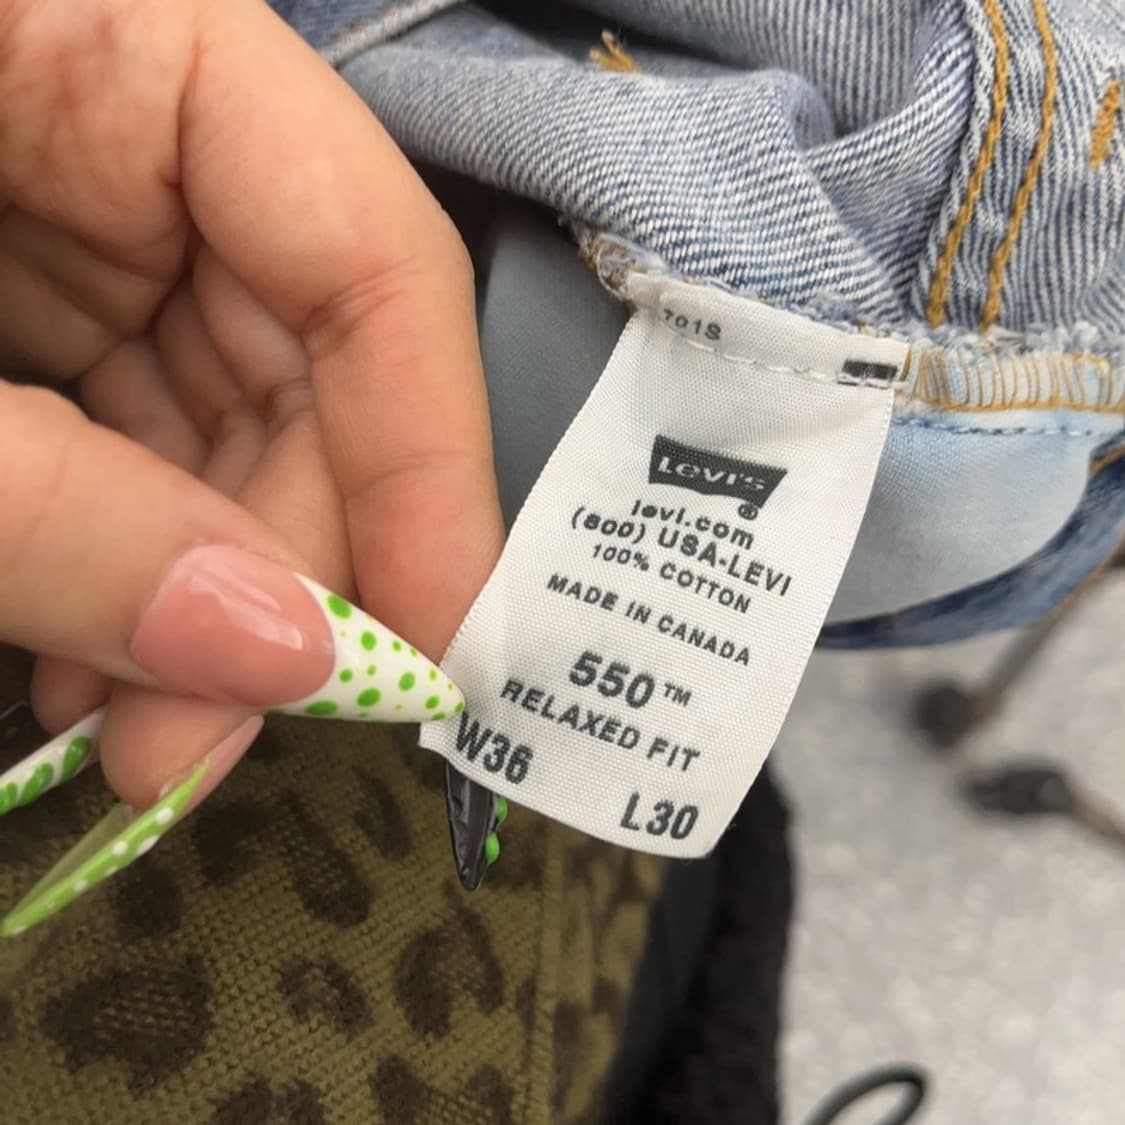 701S
Levi's
®
levi.com
(800) USA-LEVI
100% COTTON
MADE IN CANADA
550™
RELAXED FIT
W36
L30